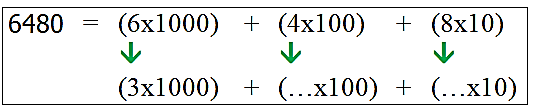 6480 = (6x1000) + (4x100) + (8x10)
(3x1000) + (...x100) + (...x10)